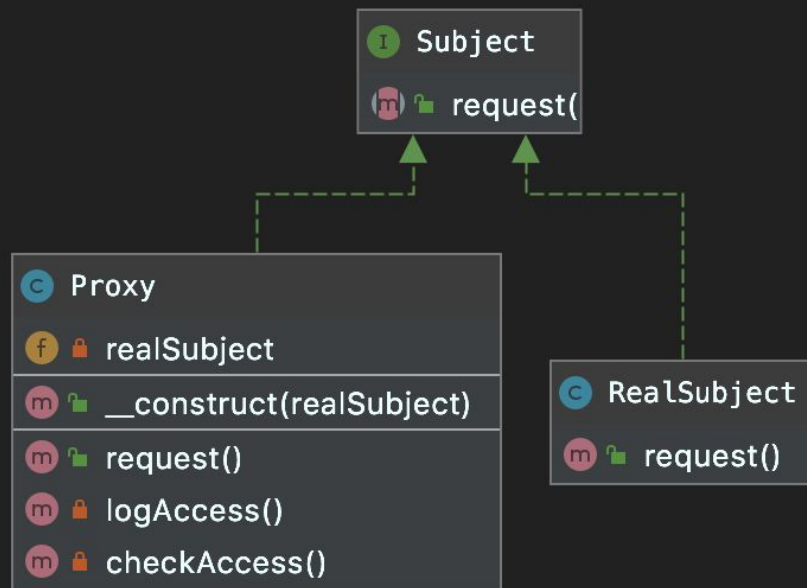 I Subject
m request(
C Proxy
f realSubject
m __construct(realSubject)
m request()
m logAccess()
m checkAccess()
C RealSubject
m request()